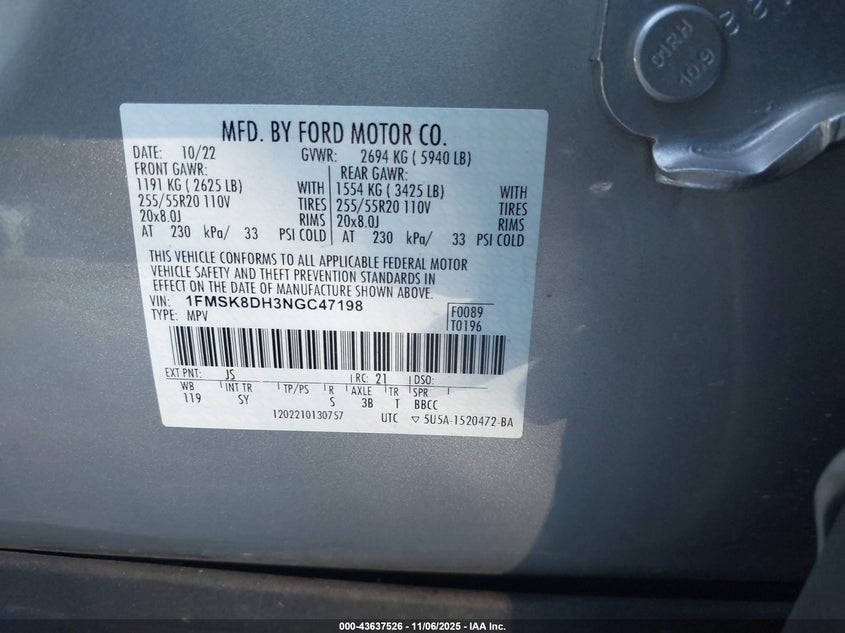 01RH
10.9
MFD. BY FORD MOTOR CO.
DATE: 10/22 GVWR: 2694 KG ( 5940 LB)
FRONT GAWR: REAR GAWR:
1191 KG ( 2625 LB) WITH 1554 KG ( 3425 LB) WITH
255/55R20 110V TIRES 255/55R20 110V TIRES
20x8.0J RIMS 20x8.0J RIMS
AT 230 kPa/ 33 PSI COLD AT 230 kPa/ 33 PSI COLD
THIS VEHICLE CONFORMS TO ALL APPLICABLE FEDERAL MOTOR
VEHICLE SAFETY AND THEFT PREVENTION STANDARDS IN
EFFECT ON THE DATE OF MANUFACTURE SHOWN ABOVE.
VIN: 1FMSK8DH3NGC47198 F0089
TYPE: MPV T0196
EXT PNT: JS RC: 21 DSO:
WB INT TR TP/PS R AXLE TR SPR
119 SY S 3B T BBCC
1202210130757 UTC ▽ 5U5A-1520472-BA
000-43637526 - 11/06/2025 - IAA Inc.